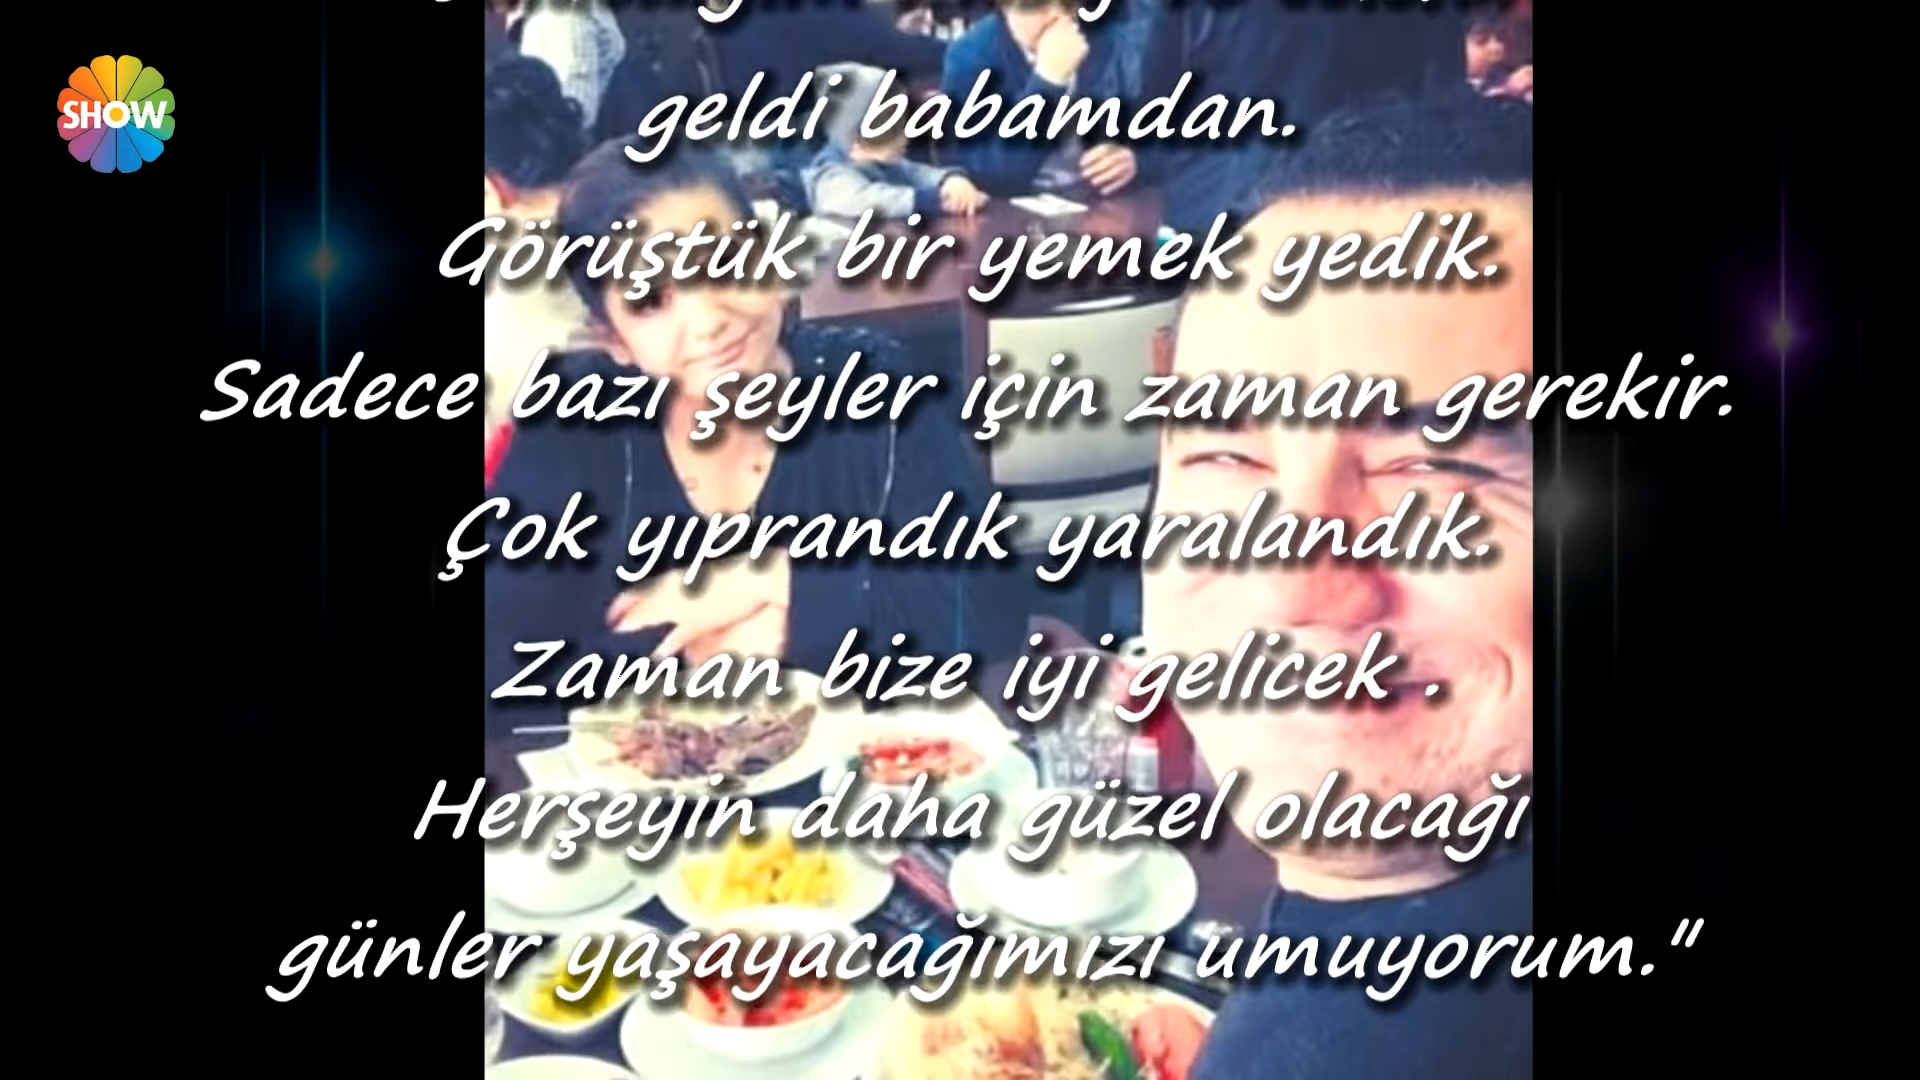 SHOW
geldi babamdan.
Görüştük bir yemek yedik.
Sadece bazı şeyler için zaman gerekir.
Çok yıprandık yaralandık.
Zaman bize iyi gelicek .
Herşeyin daha güzel olacağı
günler yaşayacağımızı umuyorum."